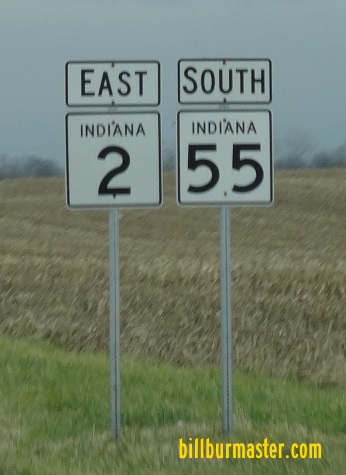 EAST
INDIANA
2
SOUTH
INDIANA
55
billburmaster.com